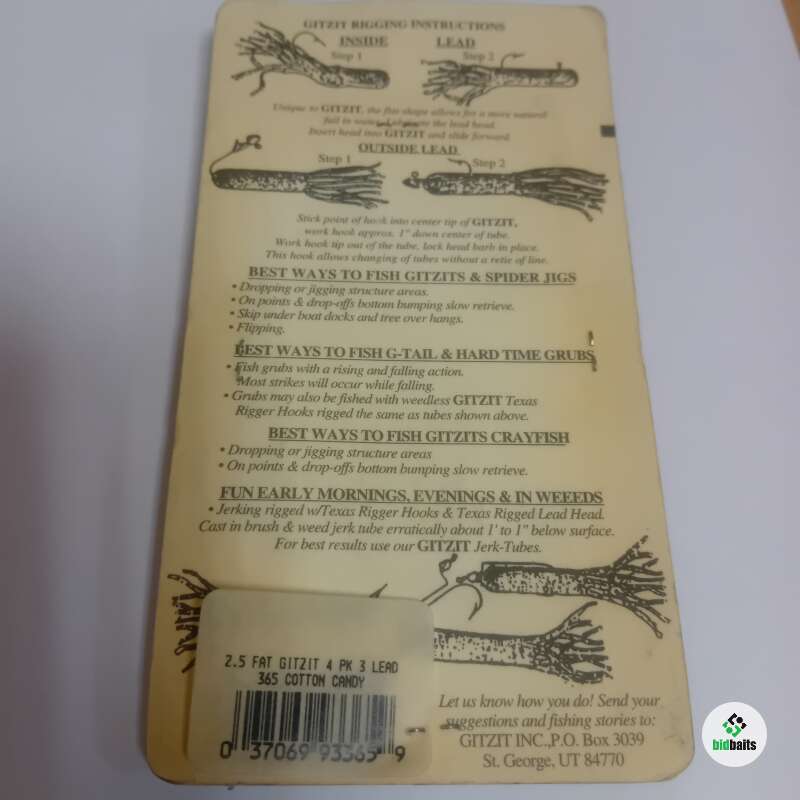 GITZIT RIGGING INSTRUCTIONS
INSIDE LEAD
Step 1 Step 2
Unique to GITZIT, the fits shape allows for a more natural
fall in water. Lubricate the lead head.
Insert head into GITZIT and slide forward.
OUTSIDE LEAD
Step 1 Step 2
Stick point of hook into center tip of GITZIT,
work hook approx. 1" down center of tube.
Work hook tip out of the tube, lock head barb in place.
This hook allows changing of tubes without a retie of line.
BEST WAYS TO FISH GITZITS & SPIDER JIGS
• Dropping or jigging structure areas.
• On points & drop-offs bottom bumping slow retrieve.
• Skip under boat docks and tree over hangs.
• Flipping.
BEST WAYS TO FISH G-TAIL & HARD TIME GRUBS
• Fish grubs with a rising and falling action.
Most strikes will occur while falling.
• Grubs may also be fished with weedless GITZIT Texas
Rigger Hooks rigged the same as tubes shown above.
BEST WAYS TO FISH GITZITS CRAYFISH
• Dropping or jigging structure areas
• On points & drop-offs bottom bumping slow retrieve.
FUN EARLY MORNINGS, EVENINGS & IN WEEEDS
• Jerking rigged w/Texas Rigger Hooks & Texas Rigged Lead Head.
Cast in brush & weed jerk tube erratically about 1' to 1" below surface.
For best results use our GITZIT Jerk-Tubes.
2.5 FAT GITZIT 4 PK 3 LEAD
365 COTTON CANDY
0 37069 93365 9
Let us know how you do! Send your
suggestions and fishing stories to:
GITZIT INC.,P.O. Box 3039
St. George, UT 84770
bidbaits